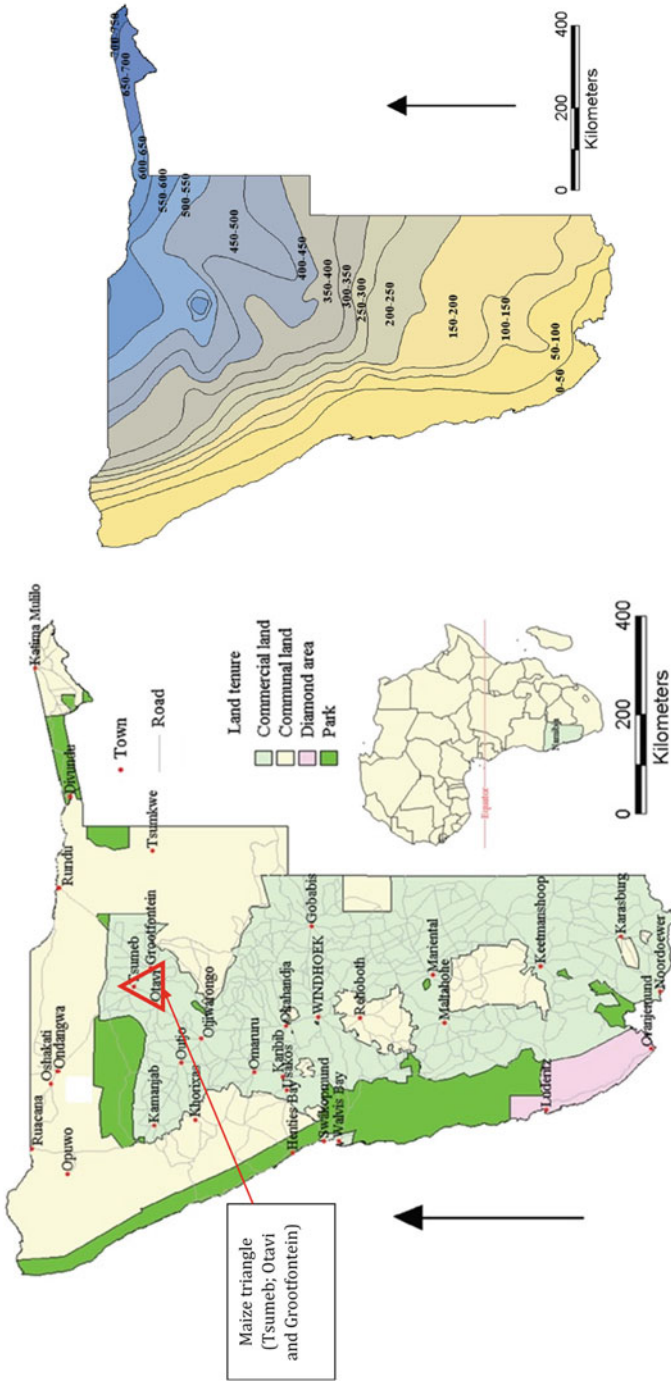 700-750
650-700
600-650
550-600
500-550
450-500
400-450
350-400
300-350
250-300
200-250
150-200
100-150
50-100
0-50
0 200 400
Kilometers
Ruacana
Oshakati
Ondangwa
Opuwo
Rundu
Divundu
Katima Mulilo
Tsumeb
Grootfontein
Otavi
Tsumkwe
Kamanjab
Outjo
Khorixas
Otjiwarongo
Omaruru
Karibib
Usakos
Okahandja
Henties Bay
Swakopmund
Walvis Bay
WINDHOEK
Gobabis
Rehoboth
Mariental
Maltahohe
Keetmanshoop
Luderitz
Karasburg
Oranjemund
Noordoewer
Town
Road
Land tenure
Commercial land
Communal land
Diamond area
Park
Equator
Namibia
0 200 400
Kilometers
Maize triangle
(Tsumeb; Otavi
and Grootfontein)